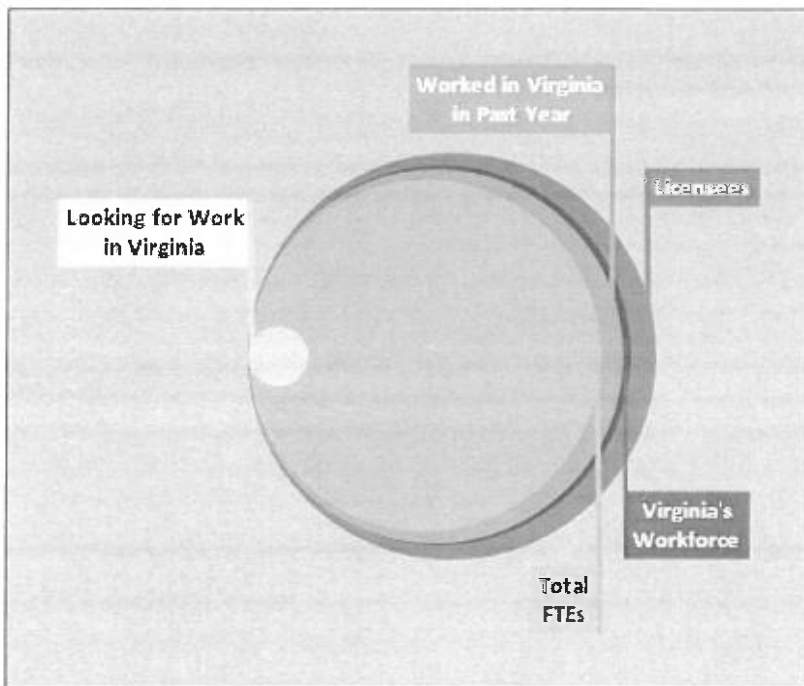 Worked in Virginia
in Past Year
Licensees
Looking for Work
in Virginia
Virginia's
Workforce
Total
FTEs